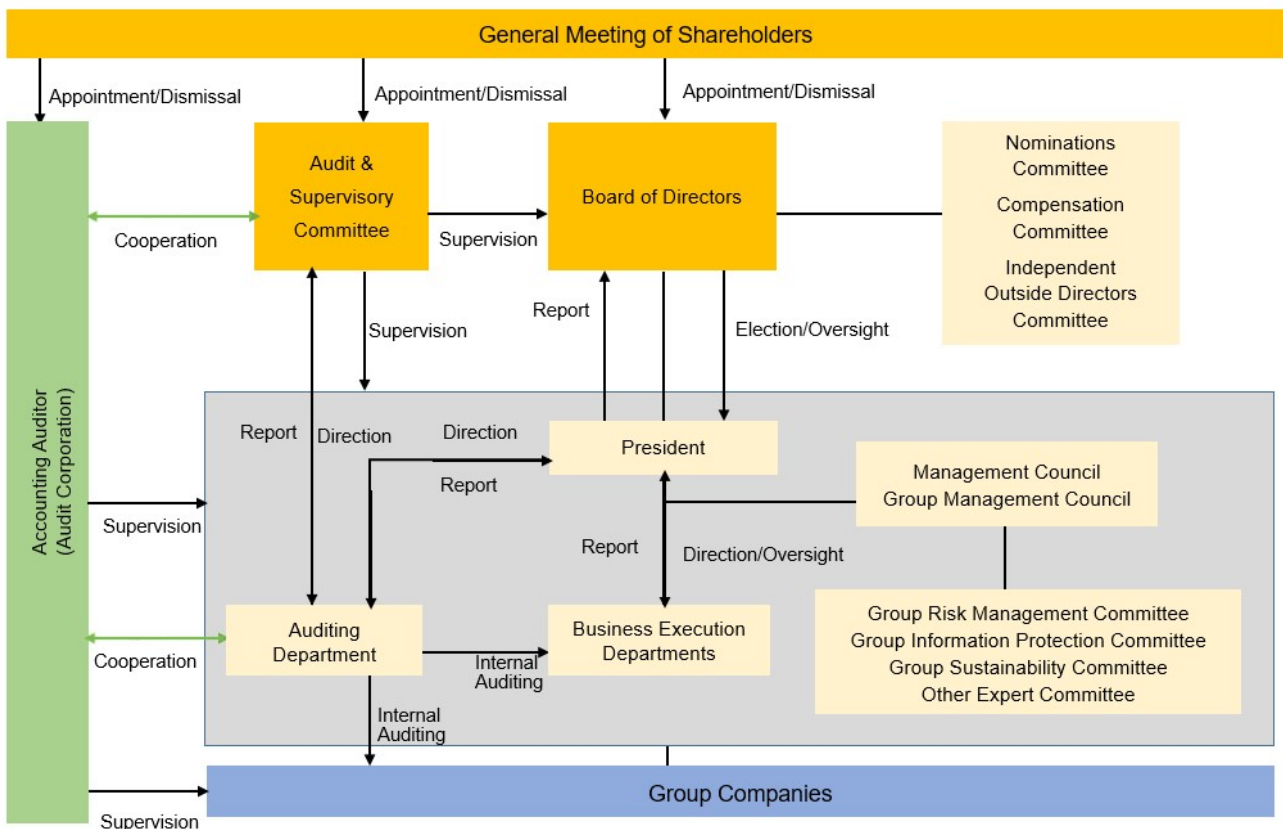 General Meeting of Shareholders
Appointment/Dismissal
Appointment/Dismissal
Appointment/Dismissal
Audit &
Supervisory
Committee
Board of Directors
Nominations
Committee
Compensation
Committee
Independent
Outside Directors
Committee
Cooperation
Supervision
Report
Supervision
Election/Oversight
Accounting Auditor
(Audit Corporation)
Report
Direction
Direction
Report
President
Management Council
Group Management Council
Supervision
Report
Direction/Oversight
Auditing
Department
Business Execution
Departments
Group Risk Management Committee
Group Information Protection Committee
Group Sustainability Committee
Other Expert Committee
Cooperation
Internal
Auditing
Internal
Auditing
Group Companies
Supervision